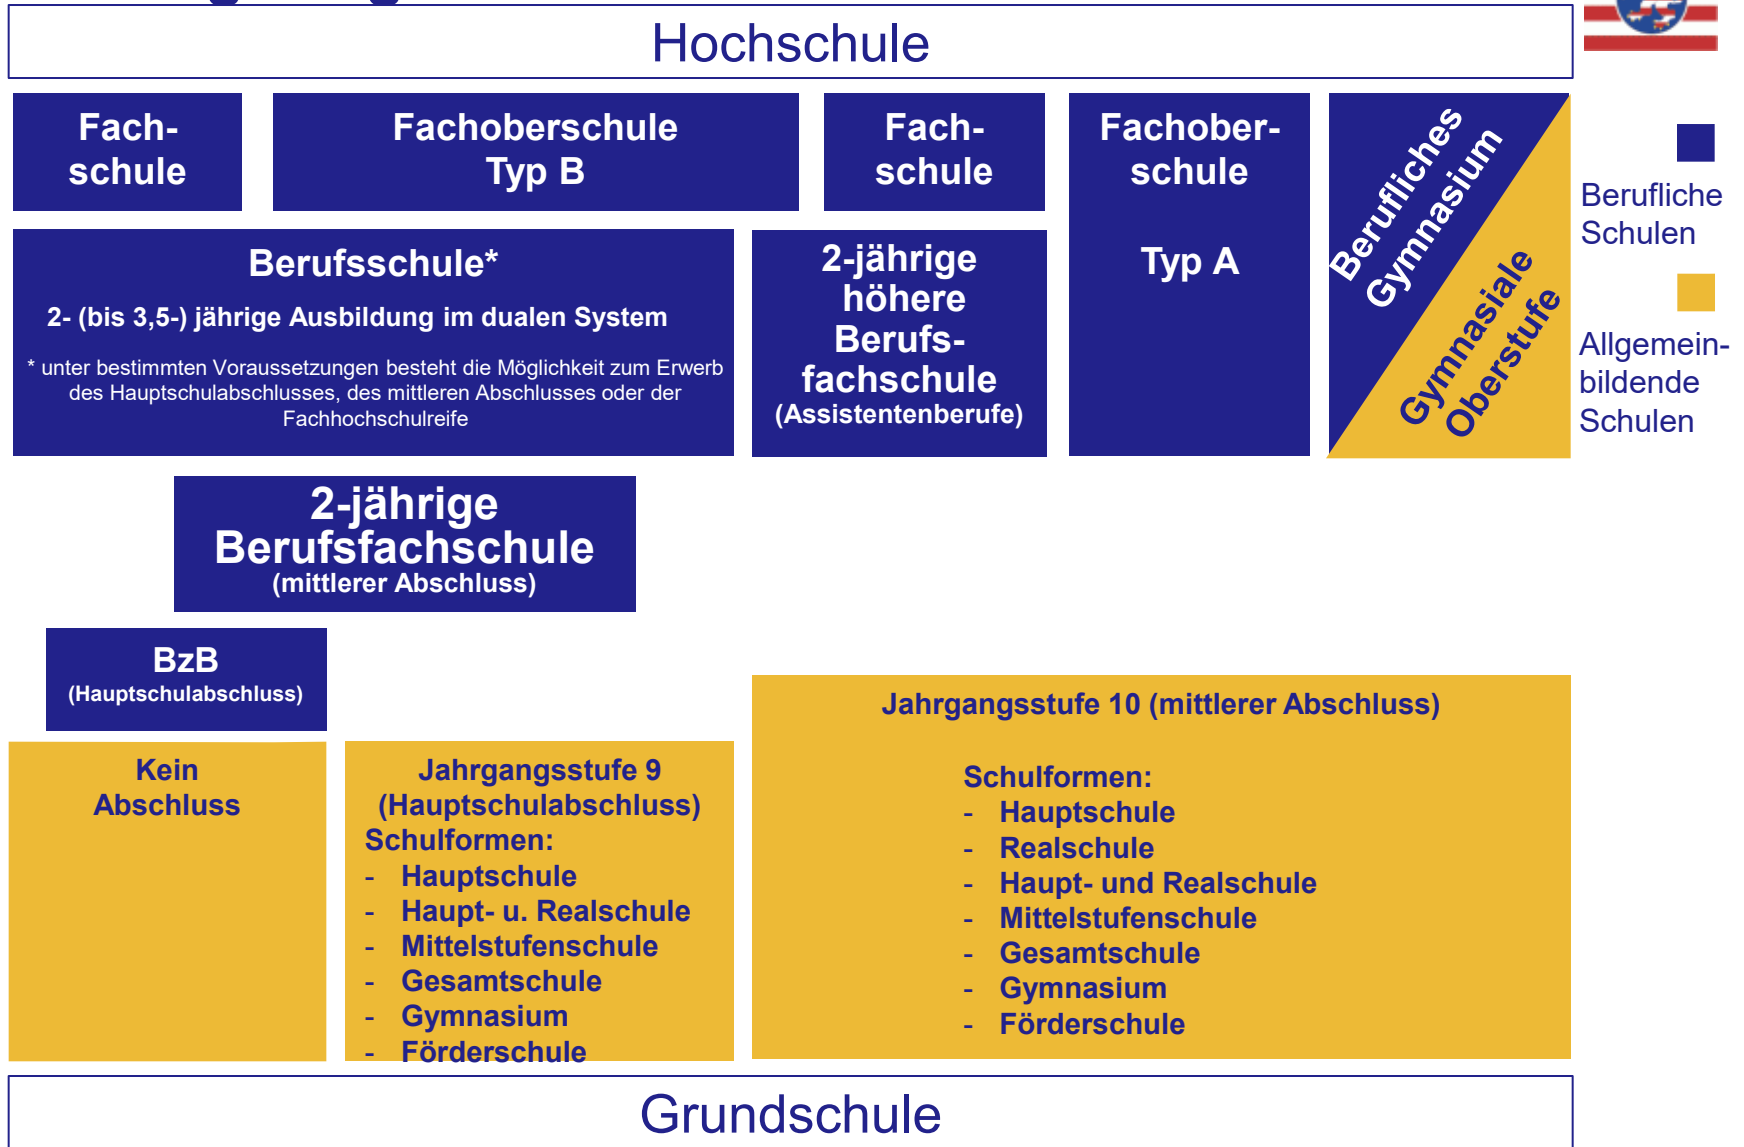 Hochschule
Fach-
schule
Fachoberschule
Typ B
Fach-
schule
Fachober-
schule
Typ A
Berufliches
Gymnasium
Gymnasiale
Oberstufe
Berufliche
Schulen
Allgemein-
bildende
Schulen
Berufsschule*
2- (bis 3,5-) jährige Ausbildung im dualen System
* unter bestimmten Voraussetzungen besteht die Möglichkeit zum Erwerb
des Hauptschulabschlusses, des mittleren Abschlusses oder der
Fachhochschulreife
2-jährige
höhere
Berufs-
fachschule
(Assistentenberufe)
2-jährige
Berufsfachschule
(mittlerer Abschluss)
BzB
(Hauptschulabschluss)
Kein
Abschluss
Jahrgangsstufe 9
(Hauptschulabschluss)
Schulformen:
- Hauptschule
- Haupt- u. Realschule
- Mittelstufenschule
- Gesamtschule
- Gymnasium
- Förderschule
Jahrgangsstufe 10 (mittlerer Abschluss)
Schulformen:
- Hauptschule
- Realschule
- Haupt- und Realschule
- Mittelstufenschule
- Gesamtschule
- Gymnasium
- Förderschule
Grundschule